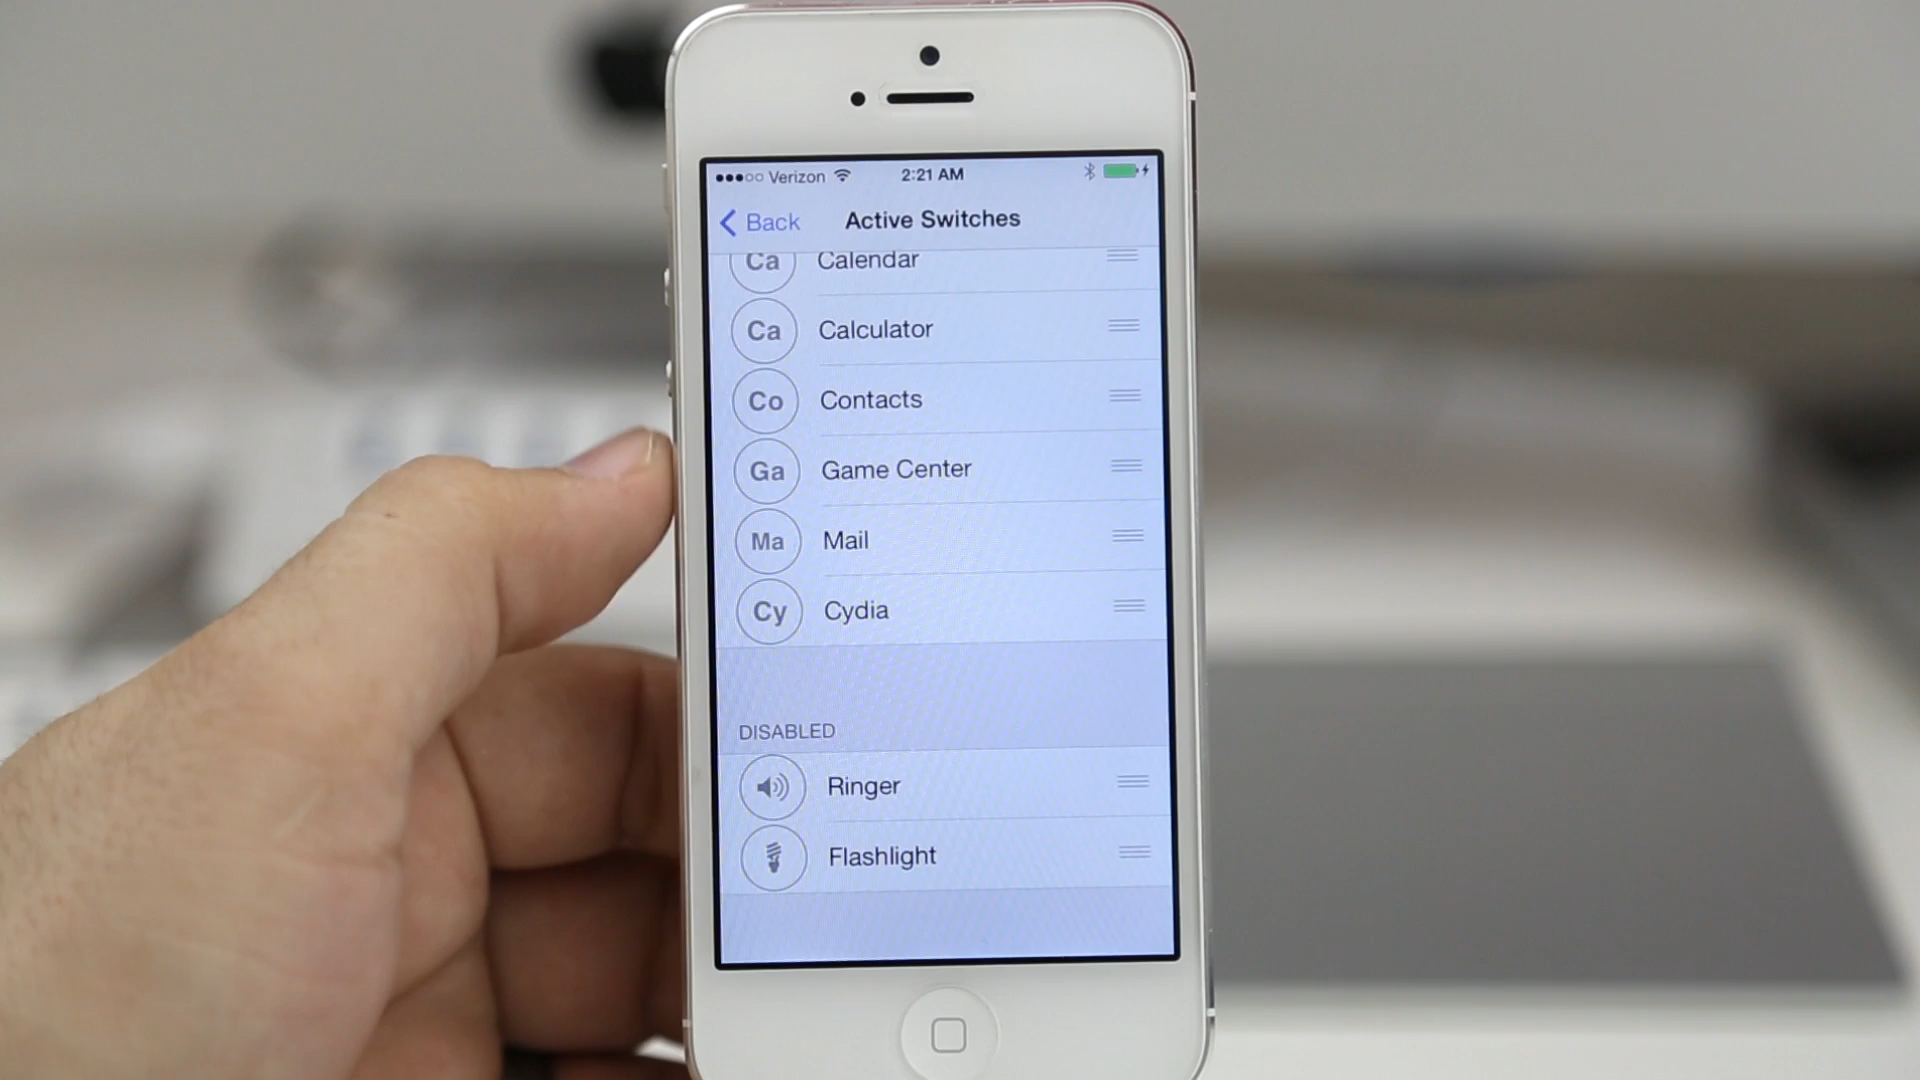 Verizon 2:21 AM
Back Active Switches
Ca Calendar
Ca Calculator
Co Contacts
Ga Game Center
Ma Mail
Cy Cydia
DISABLED
Ringer
Flashlight